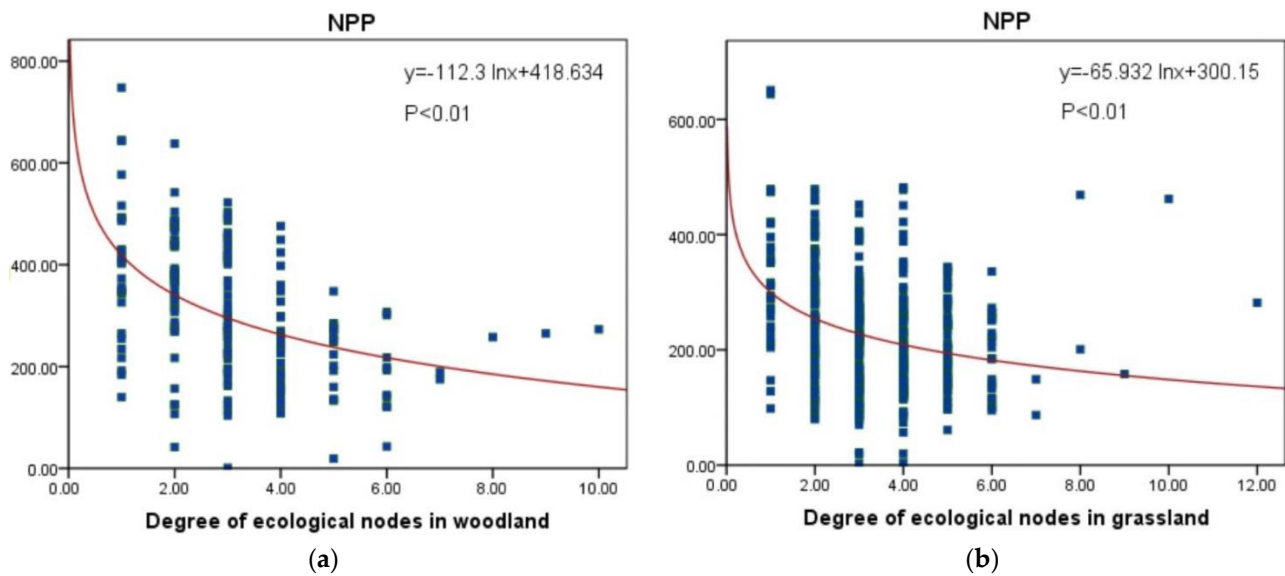 NPP
y=-112.3 lnx+418.634
P<0.01
800.00
600.00
400.00
200.00
0.00
0.00 2.00 4.00 6.00 8.00 10.00
Degree of ecological nodes in woodland
(a)
NPP
y=-65.932 lnx+300.15
P<0.01
600.00
400.00
200.00
0.00
0.00 2.00 4.00 6.00 8.00 10.00 12.00
Degree of ecological nodes in grassland
(b)